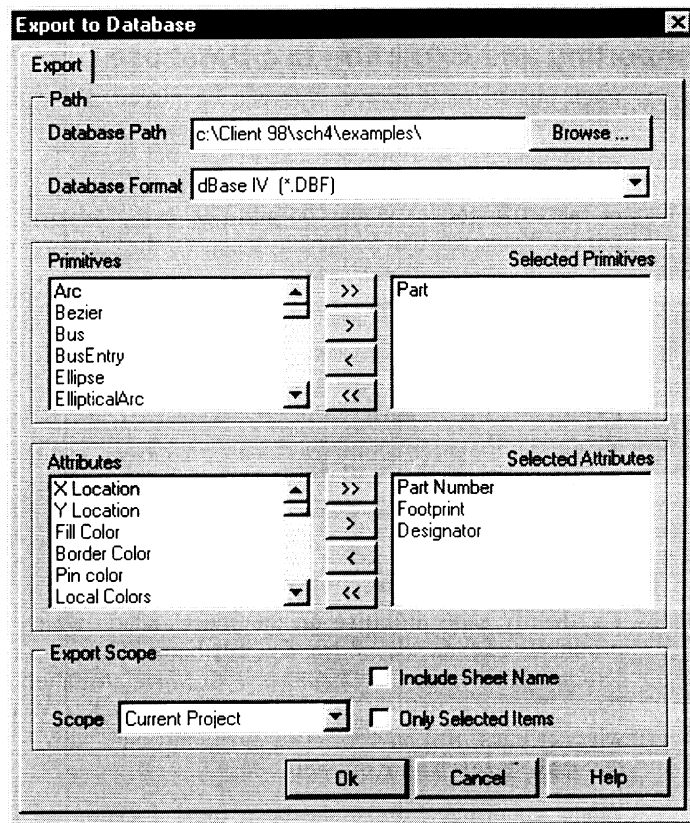 Export to Database
Export
Path
Database Path c:\Client 98\sch4\examples\ Browse ...
Database Format dBase IV (*.DBF)
Primitives Selected Primitives
Arc >> Part
Bezier
Bus >
BusEntry <
Ellipse
EllipticalArc <<
Attributes Selected Attributes
X Location >> Part Number
Y Location Footprint
Fill Color > Designator
Border Color <
Pin color
Local Colors <<
Export Scope
Include Sheet Name
Scope Current Project Only Selected Items
Ok Cancel Help